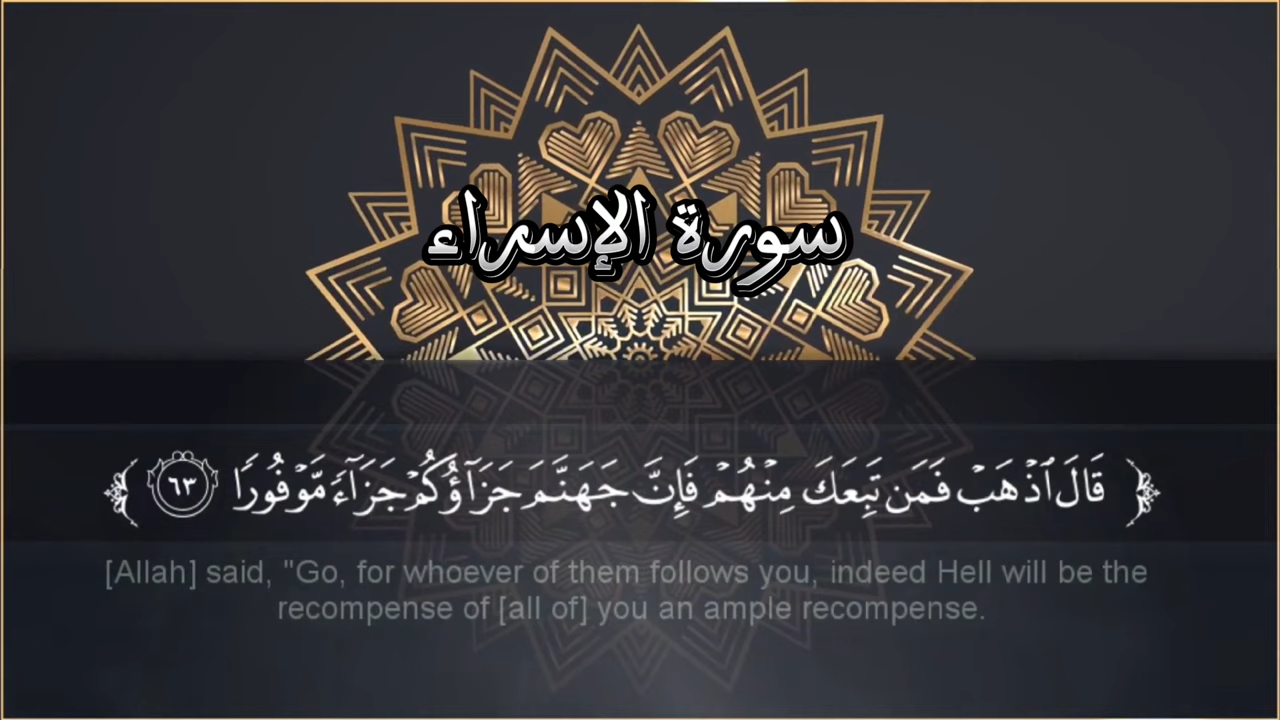 سورة الإسراء
﴿ قَالَ ٱذْهَبْ فَمَن تَبِعَكَ مِنْهُمْ فَإِنَّ جَهَنَّمَ جَزَآؤُكُمْ جَزَآءً مَّوْفُورًا ٦٣ ﴾
[Allah] said, "Go, for whoever of them follows you, indeed Hell will be the
recompense of [all of] you an ample recompense.